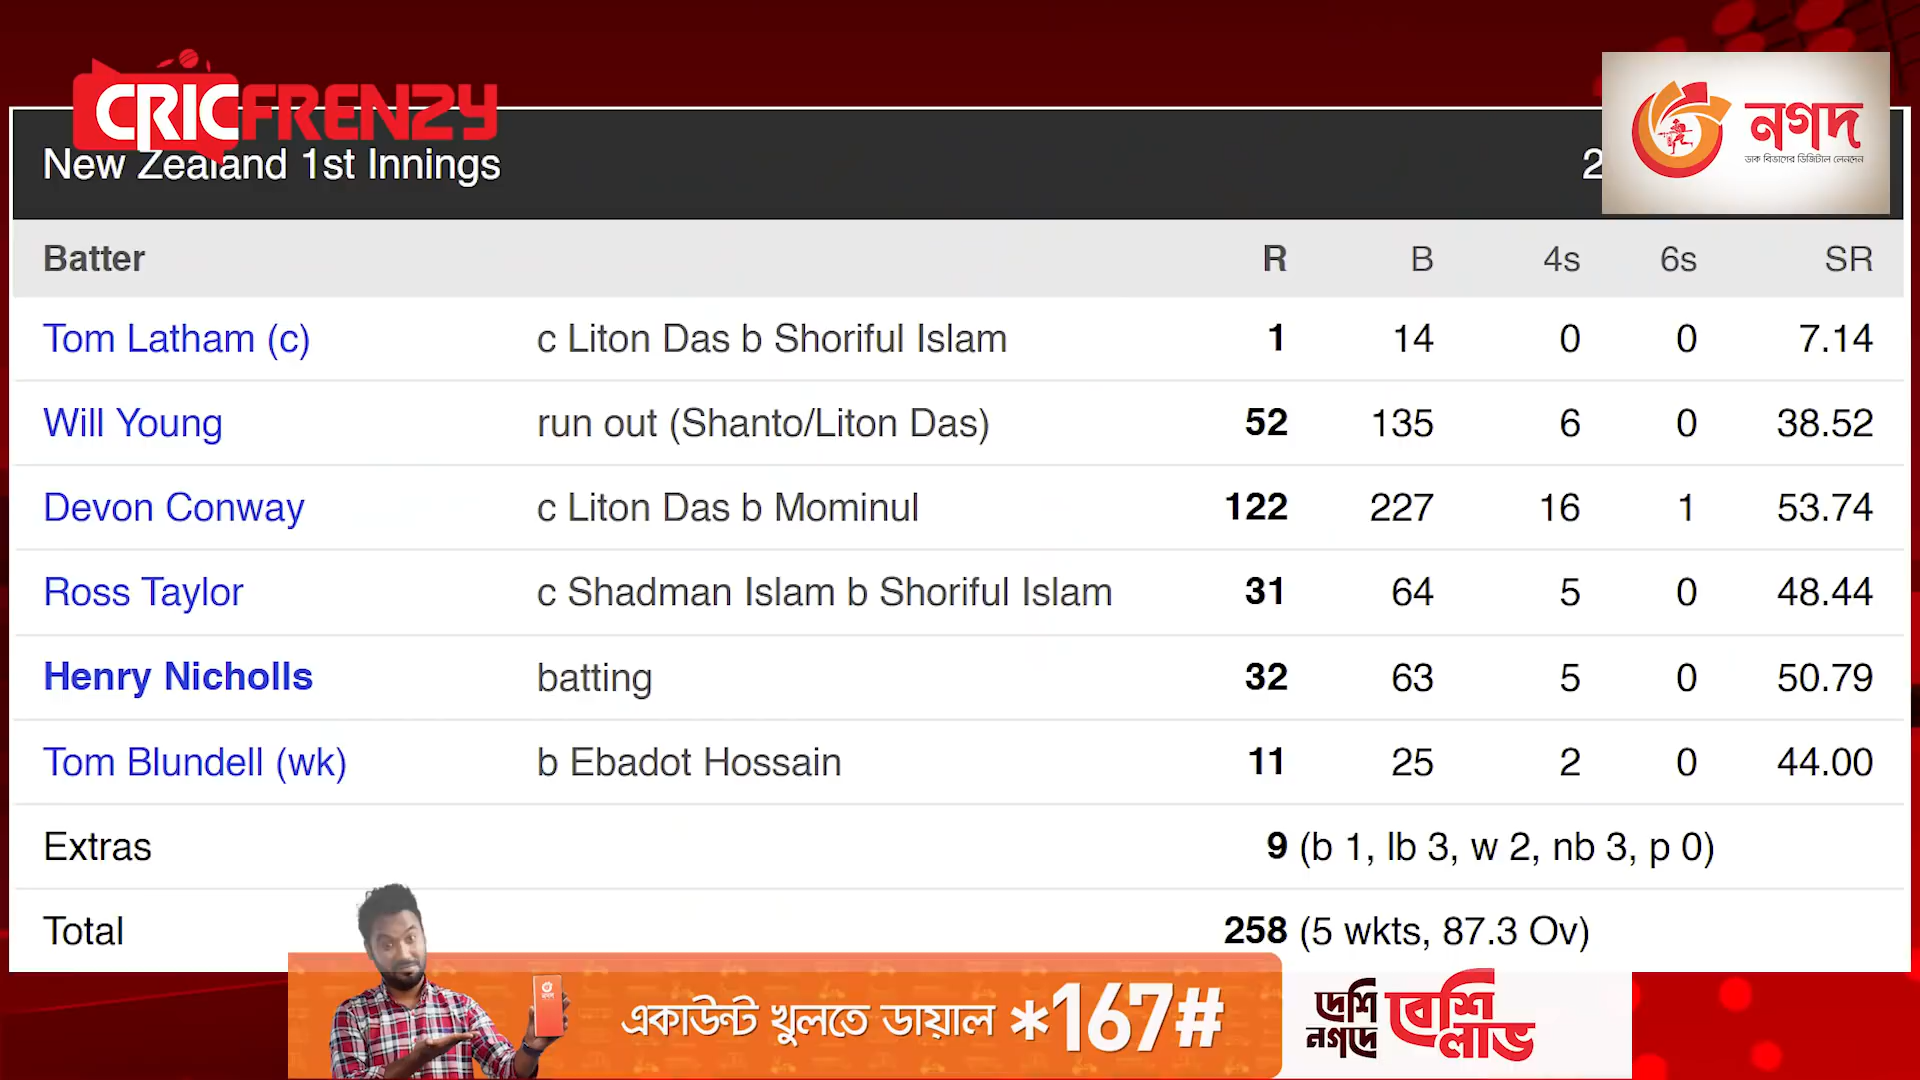 CRICFRENZY
নগদ
ডাক বিভাগের ডিজিটাল লেনদেন
New Zealand 1st Innings 2
Batter R B 4s 6s SR
Tom Latham (c) c Liton Das b Shoriful Islam 1 14 0 0 7.14
Will Young run out (Shanto/Liton Das) 52 135 6 0 38.52
Devon Conway c Liton Das b Mominul 122 227 16 1 53.74
Ross Taylor c Shadman Islam b Shoriful Islam 31 64 5 0 48.44
Henry Nicholls batting 32 63 5 0 50.79
Tom Blundell (wk) b Ebadot Hossain 11 25 2 0 44.00
Extras 9 (b 1, lb 3, w 2, nb 3, p 0)
Total 258 (5 wkts, 87.3 Ov)
একাউন্ট খুলতে ডায়াল *167#
দেশি নগদে বেশি লাভ